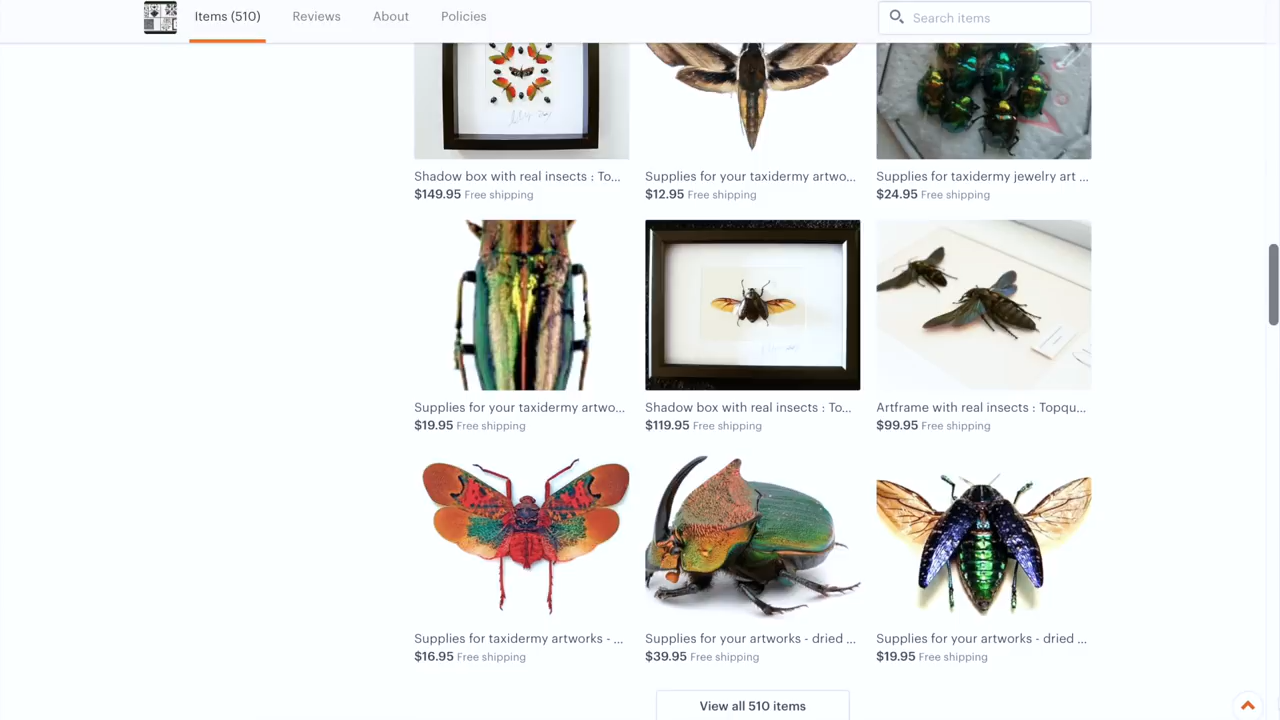 Items (510)
Reviews
About
Policies
Search items
Shadow box with real insects : To...
$149.95 Free shipping
Supplies for your taxidermy artwo...
$12.95 Free shipping
Supplies for taxidermy jewelry art ...
$24.95 Free shipping
Supplies for your taxidermy artwo...
$19.95 Free shipping
Shadow box with real insects : To...
$119.95 Free shipping
Artframe with real insects : Topqu...
$99.95 Free shipping
Supplies for taxidermy artworks - ...
$16.95 Free shipping
Supplies for your artworks - dried ...
$39.95 Free shipping
Supplies for your artworks - dried ...
$19.95 Free shipping
View all 510 items